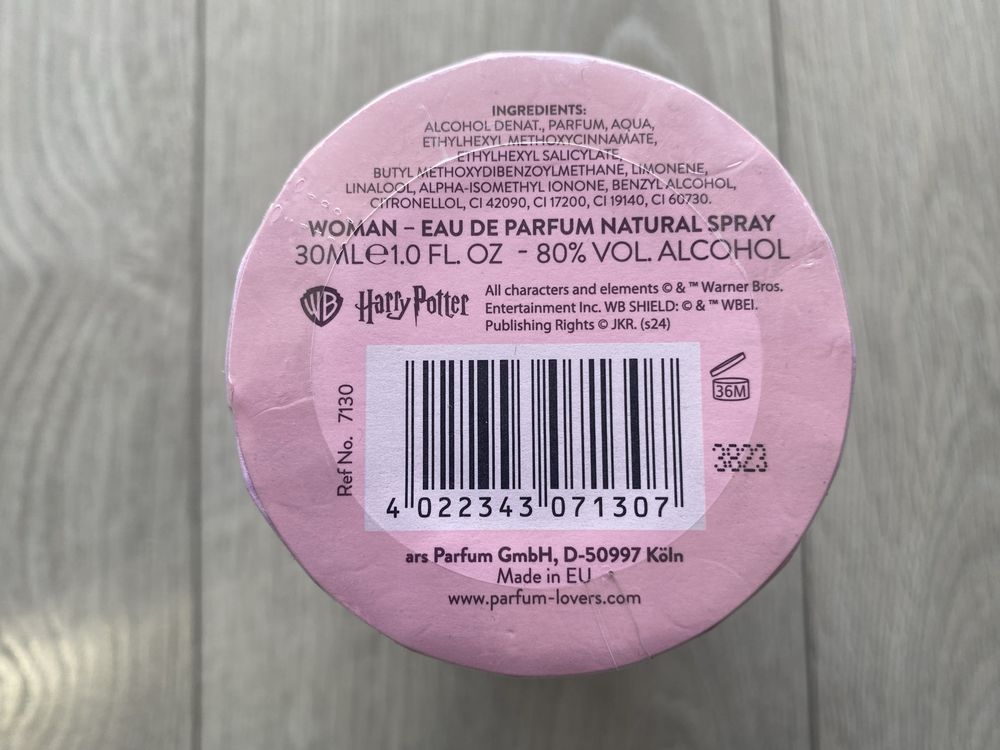 INGREDIENTS:
ALCOHOL DENAT., PARFUM, AQUA,
ETHYLHEXYL METHOXYCINNAMATE,
ETHYLHEXYL SALICYLATE,
BUTYL METHOXYDIBENZOYLMETHANE, LIMONENE,
LINALOOL, ALPHA-ISOMETHYL IONONE, BENZYL ALCOHOL,
CITRONELLOL, CI 42090, CI 17200, CI 19140, CI 60730.
WOMAN – EAU DE PARFUM NATURAL SPRAY
30ML℮1.0 FL. OZ - 80% VOL. ALCOHOL
WB Harry Potter
All characters and elements © & ™ Warner Bros.
Entertainment Inc. WB SHIELD: © & ™ WBEI.
Publishing Rights © JKR. (s24)
36M
Ref No. 7130
3823
4 022343 071307
ars Parfum GmbH, D-50997 Köln
Made in EU
www.parfum-lovers.com